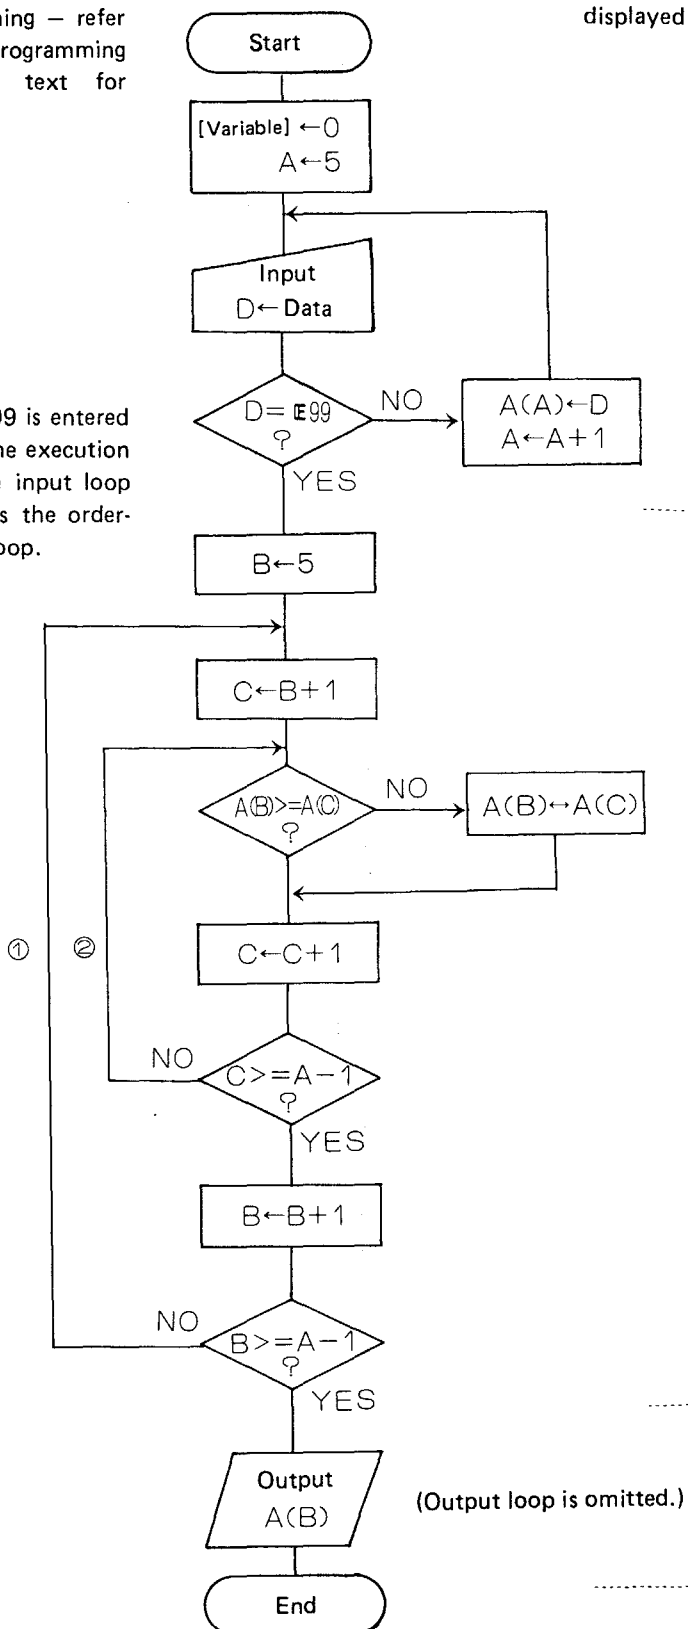 ning — refer
rogramming
text for
displayed
Start
[Variable] ←0
A←5
Input
D←Data
D=E99
?
NO
A(A)←D
A←A+1
YES
99 is entered
ne execution
e input loop
s the order-
oop.
B←5
C←B+1
A(B)>=A(C)
?
NO
A(B)↔A(C)
① ②
C←C+1
NO
C>=A−1
?
YES
B←B+1
NO
B>=A−1
?
YES
Output
A(B)
(Output loop is omitted.)
End